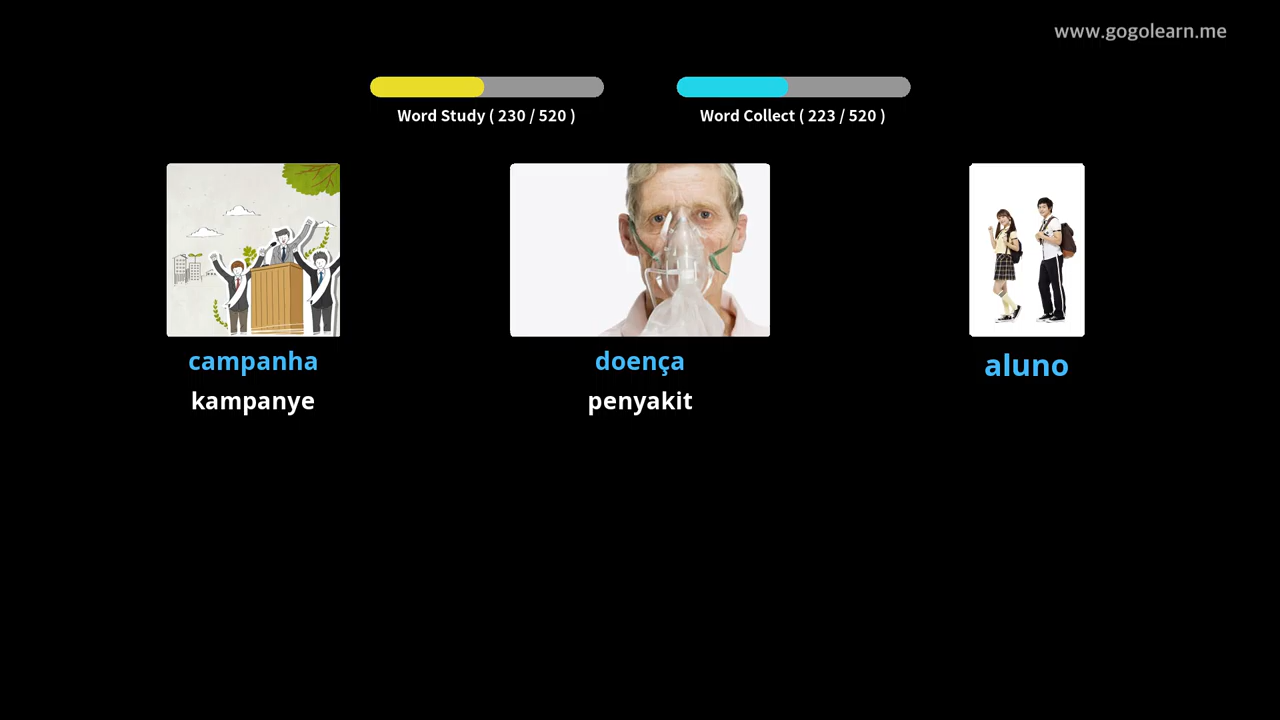 www.gogolearn.me
Word Study ( 230 / 520 )
Word Collect ( 223 / 520 )
campanha
kampanye
doença
penyakit
aluno